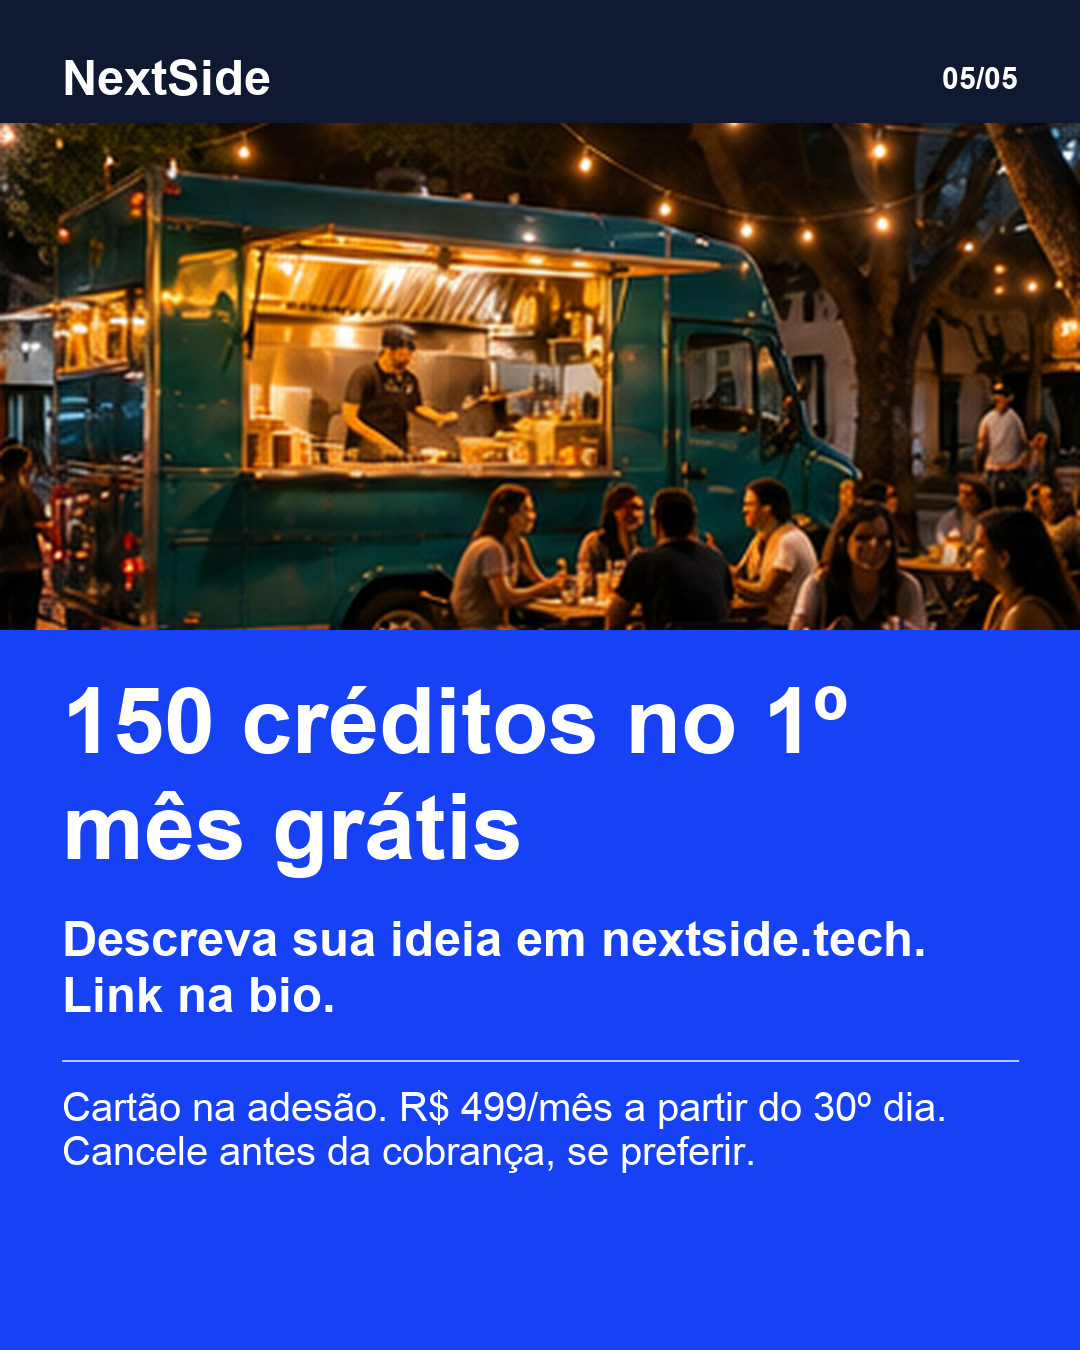 NextSide
05/05
150 créditos no 1º
mês grátis
Descreva sua ideia em nextside.tech.
Link na bio.
Cartão na adesão. R$ 499/mês a partir do 30º dia.
Cancele antes da cobrança, se preferir.